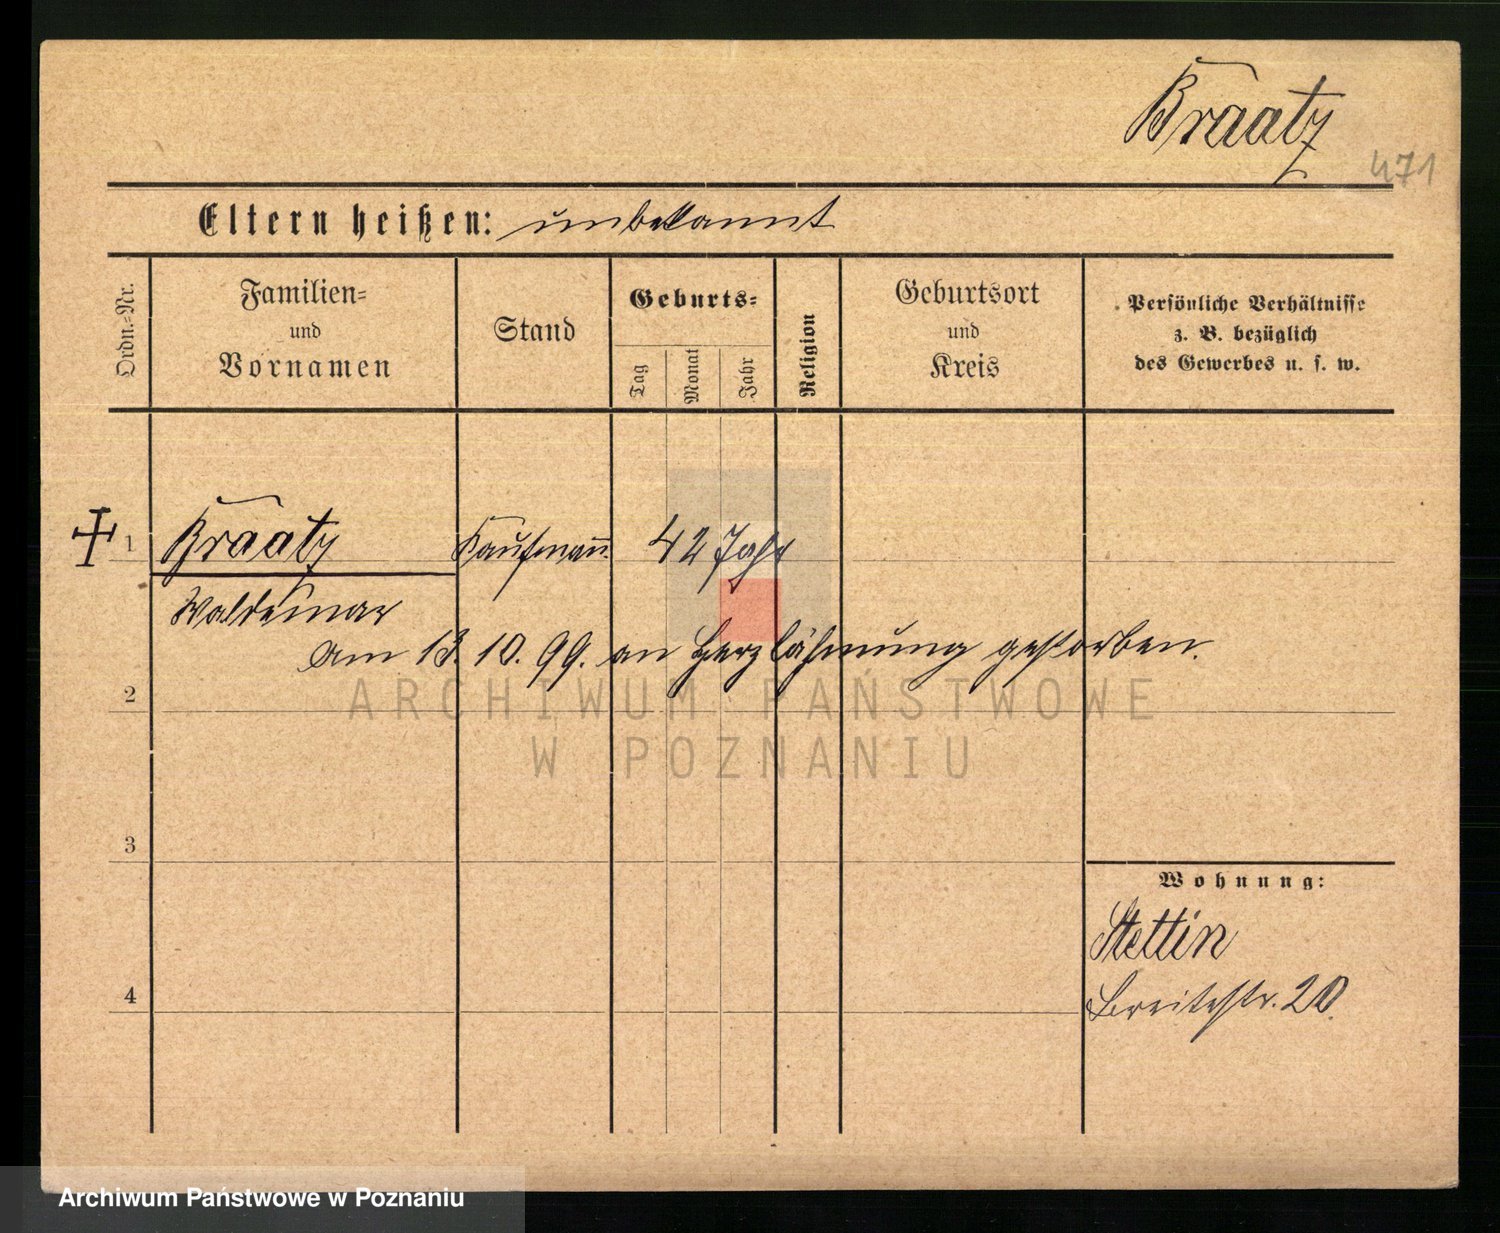 Braatz
471
Eltern heißen: unbekannt
Ordn.-Nr.
Familien-
und
Vornamen
Stand
Geburts-
Tag
Monat
Jahr
Religion
Geburtsort
und
Kreis
Persönliche Verhältnisse
z. B. bezüglich
des Gewerbes u. s. w.
1 Braatz Kaufmann 42 Jahr
Waldemar
am 13. 10. 99. an Herzlähmung gestorben.
2
ARCHIWUM PAŃSTWOWE
W POZNANIU
3
Wohnung:
Stettin
4
Breitestr. 20.
Archiwum Państwowe w Poznaniu